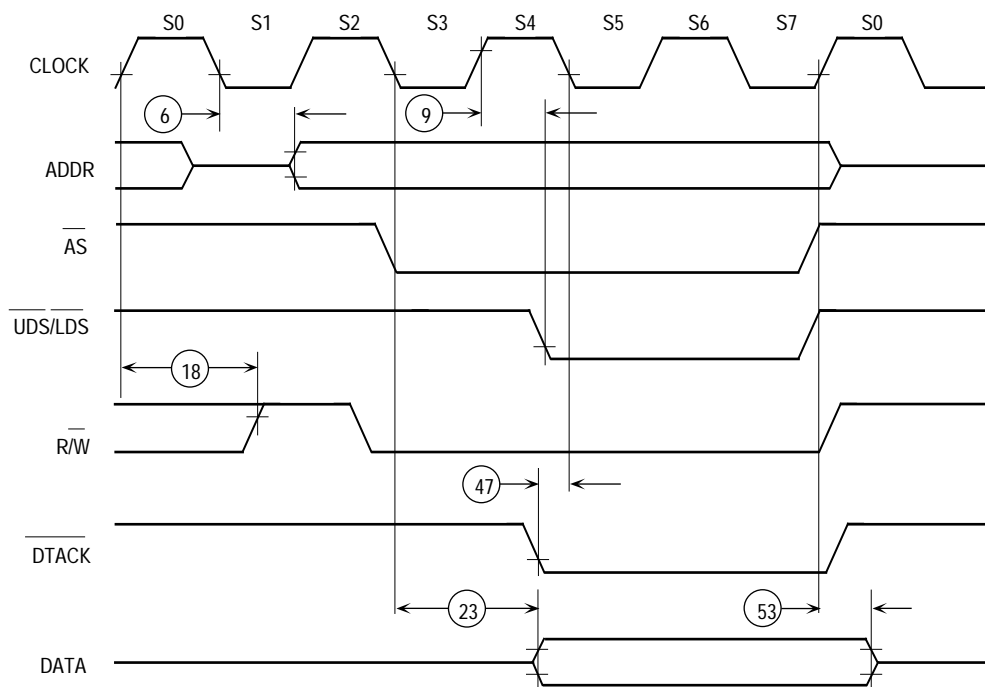 S0 S1 S2 S3 S4 S5 S6 S7 S0
CLOCK
6 9
ADDR
AS
UDS/LDS
18
R/W
47
DTACK
23 53
DATA